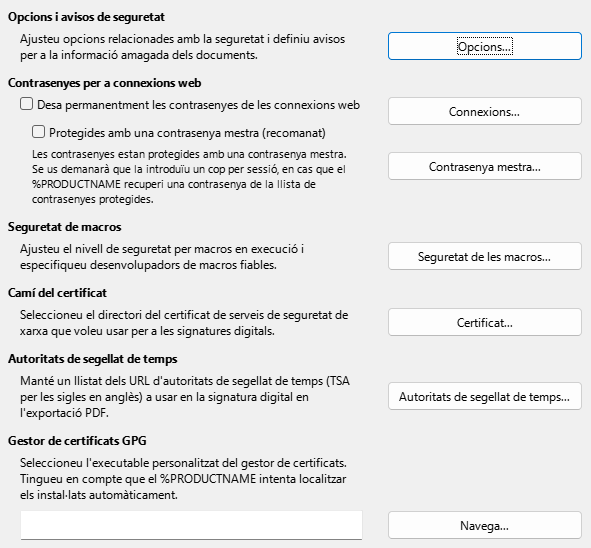 Opcions i avisos de seguretat
Ajusteu opcions relacionades amb la seguretat i definiu avisos
per a la informació amagada dels documents.
Opcions...
Contrasenyes per a connexions web
Desa permanentment les contrasenyes de les connexions web
Connexions...
Protegides amb una contrasenya mestra (recomanat)
Les contrasenyes estan protegides amb una contrasenya mestra.
Se us demanarà que la introduïu un cop per sessió, en cas que el
%PRODUCTNAME recuperi una contrasenya de la llista de
contrasenyes protegides.
Contrasenya mestra...
Seguretat de macros
Ajusteu el nivell de seguretat per macros en execució i
especifiqueu desenvolupadors de macros fiables.
Seguretat de les macros...
Camí del certificat
Seleccioneu el directori del certificat de serveis de seguretat de
xarxa que voleu usar per a les signatures digitals.
Certificat...
Autoritats de segellat de temps
Manté un llistat dels URL d'autoritats de segellat de temps (TSA
per les sigles en anglès) a usar en la signatura digital en
l'exportació PDF.
Autoritats de segellat de temps...
Gestor de certificats GPG
Seleccioneu l'executable personalitzat del gestor de certificats.
Tingueu en compte que el %PRODUCTNAME intenta localitzar
els instal·lats automàticament.
Navega...